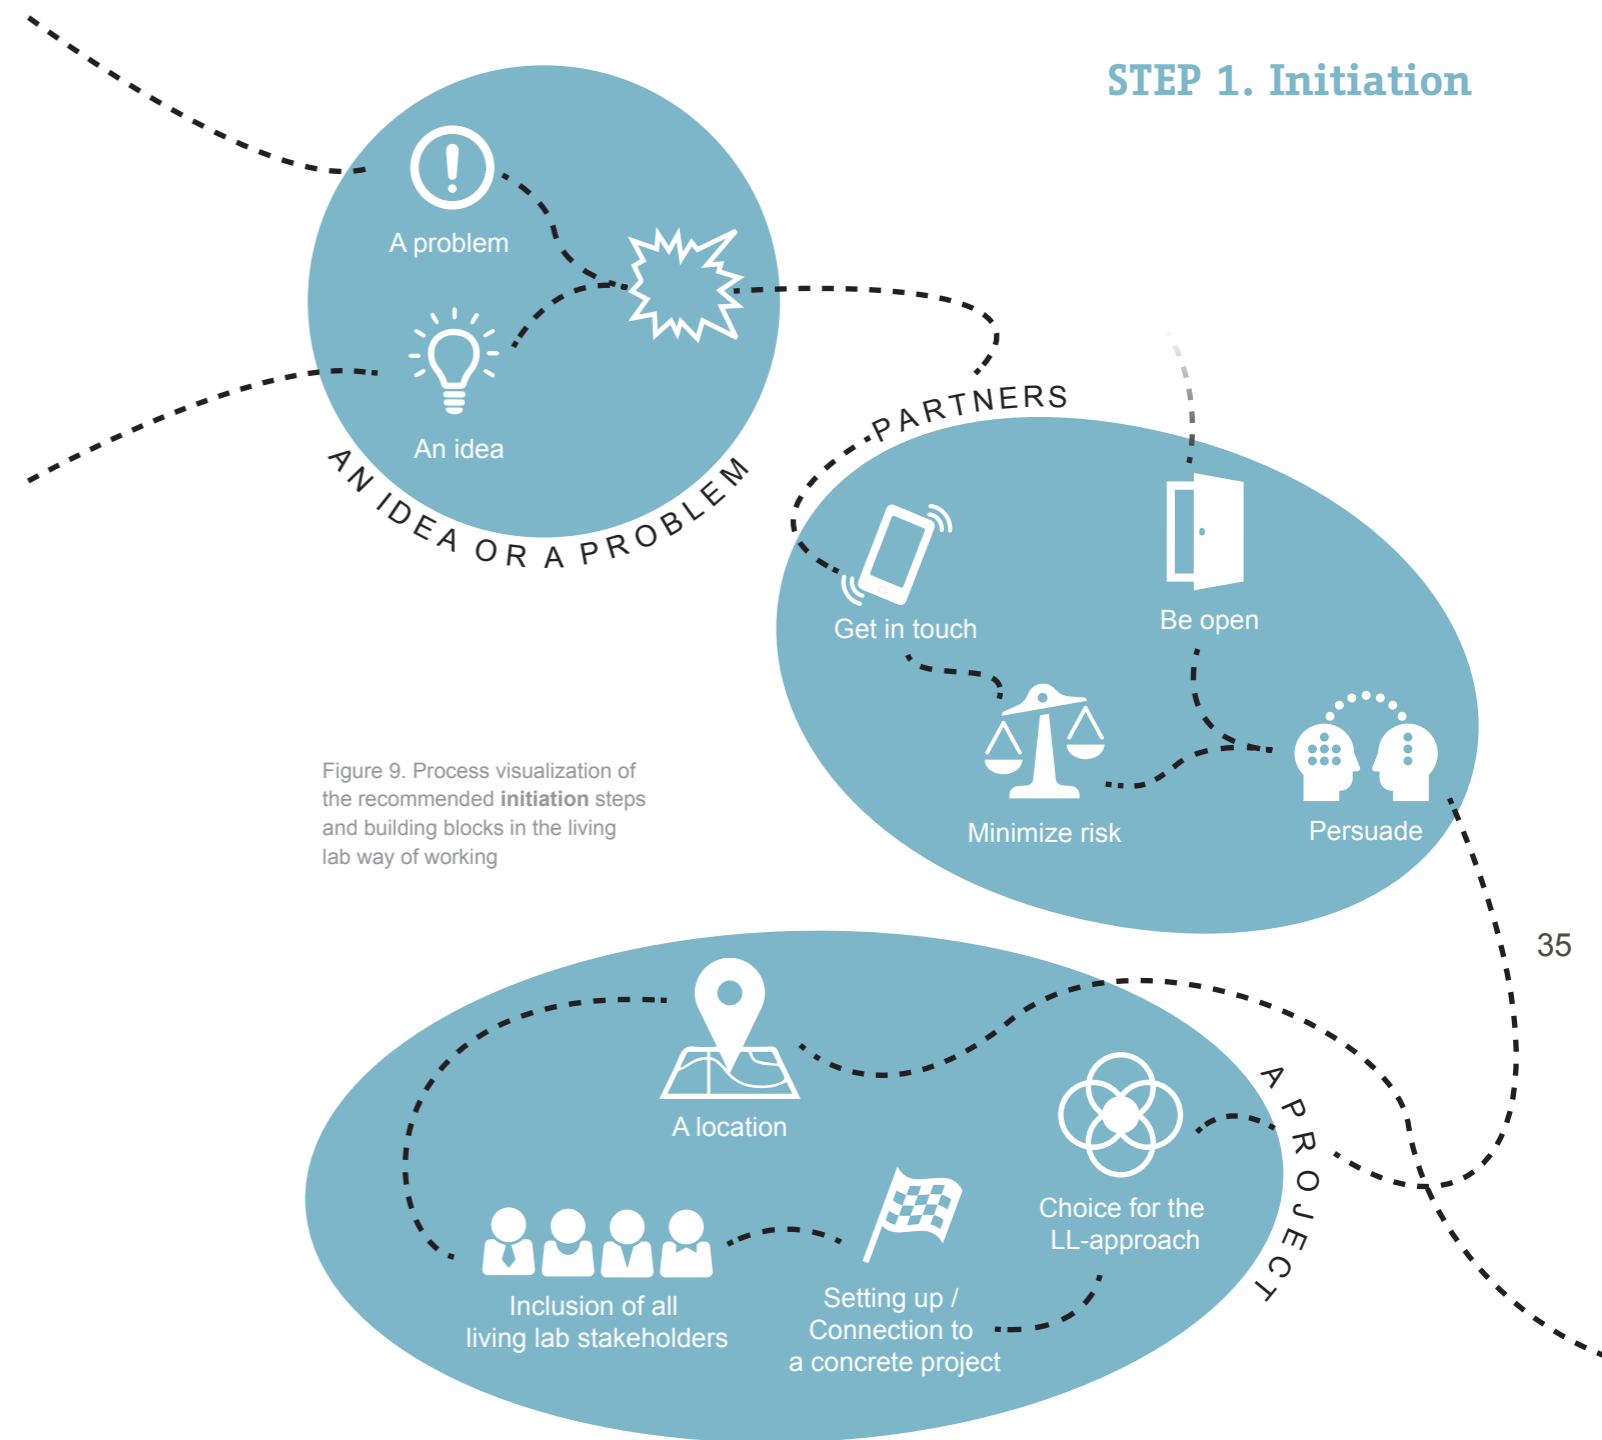 STEP 1. Initiation
A problem
An idea
AN IDEA OR A PROBLEM
PARTNERS
Get in touch
Be open
Minimize risk
Persuade
Figure 9. Process visualization of
the recommended initiation steps
and building blocks in the living
lab way of working
35
A PROJECT
A location
Choice for the
LL-approach
Inclusion of all
living lab stakeholders
Setting up /
Connection to
a concrete project